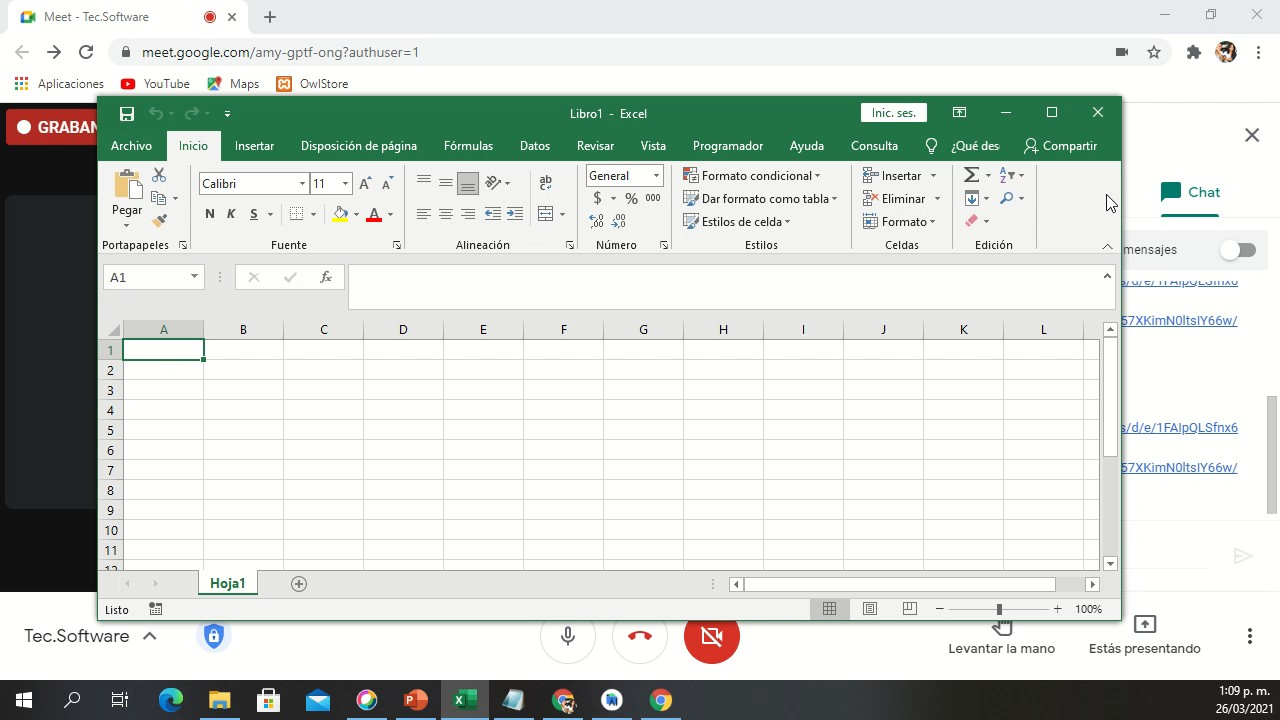 Meet - Tec.Software
meet.google.com/amy-gptf-ong?authuser=1
Aplicaciones YouTube Maps OwlStore
GRABAN
Libro1 - Excel
Inic. ses.
Archivo Inicio Insertar Disposición de página Fórmulas Datos Revisar Vista Programador Ayuda Consulta ¿Qué des Compartir
Pegar
Calibri 11
N K S
General
$ % 000
Formato condicional
Dar formato como tabla
Estilos de celda
Insertar
Eliminar
Formato
Portapapeles Fuente Alineación Número Estilos Celdas Edición
Chat
mensajes
A1
fx
s/d/e/1FAIpQLSfnx6
57XKimN0ltsIY66w/
A B C D E F G H I J K L
1
2
3
4
5
6
7
8
9
10
11
12
s/d/e/1FAIpQLSfnx6
57XKimN0ltsIY66w/
Hoja1
Listo
100%
Tec.Software
Levantar la mano
Estás presentando
1:09 p. m.
26/03/2021